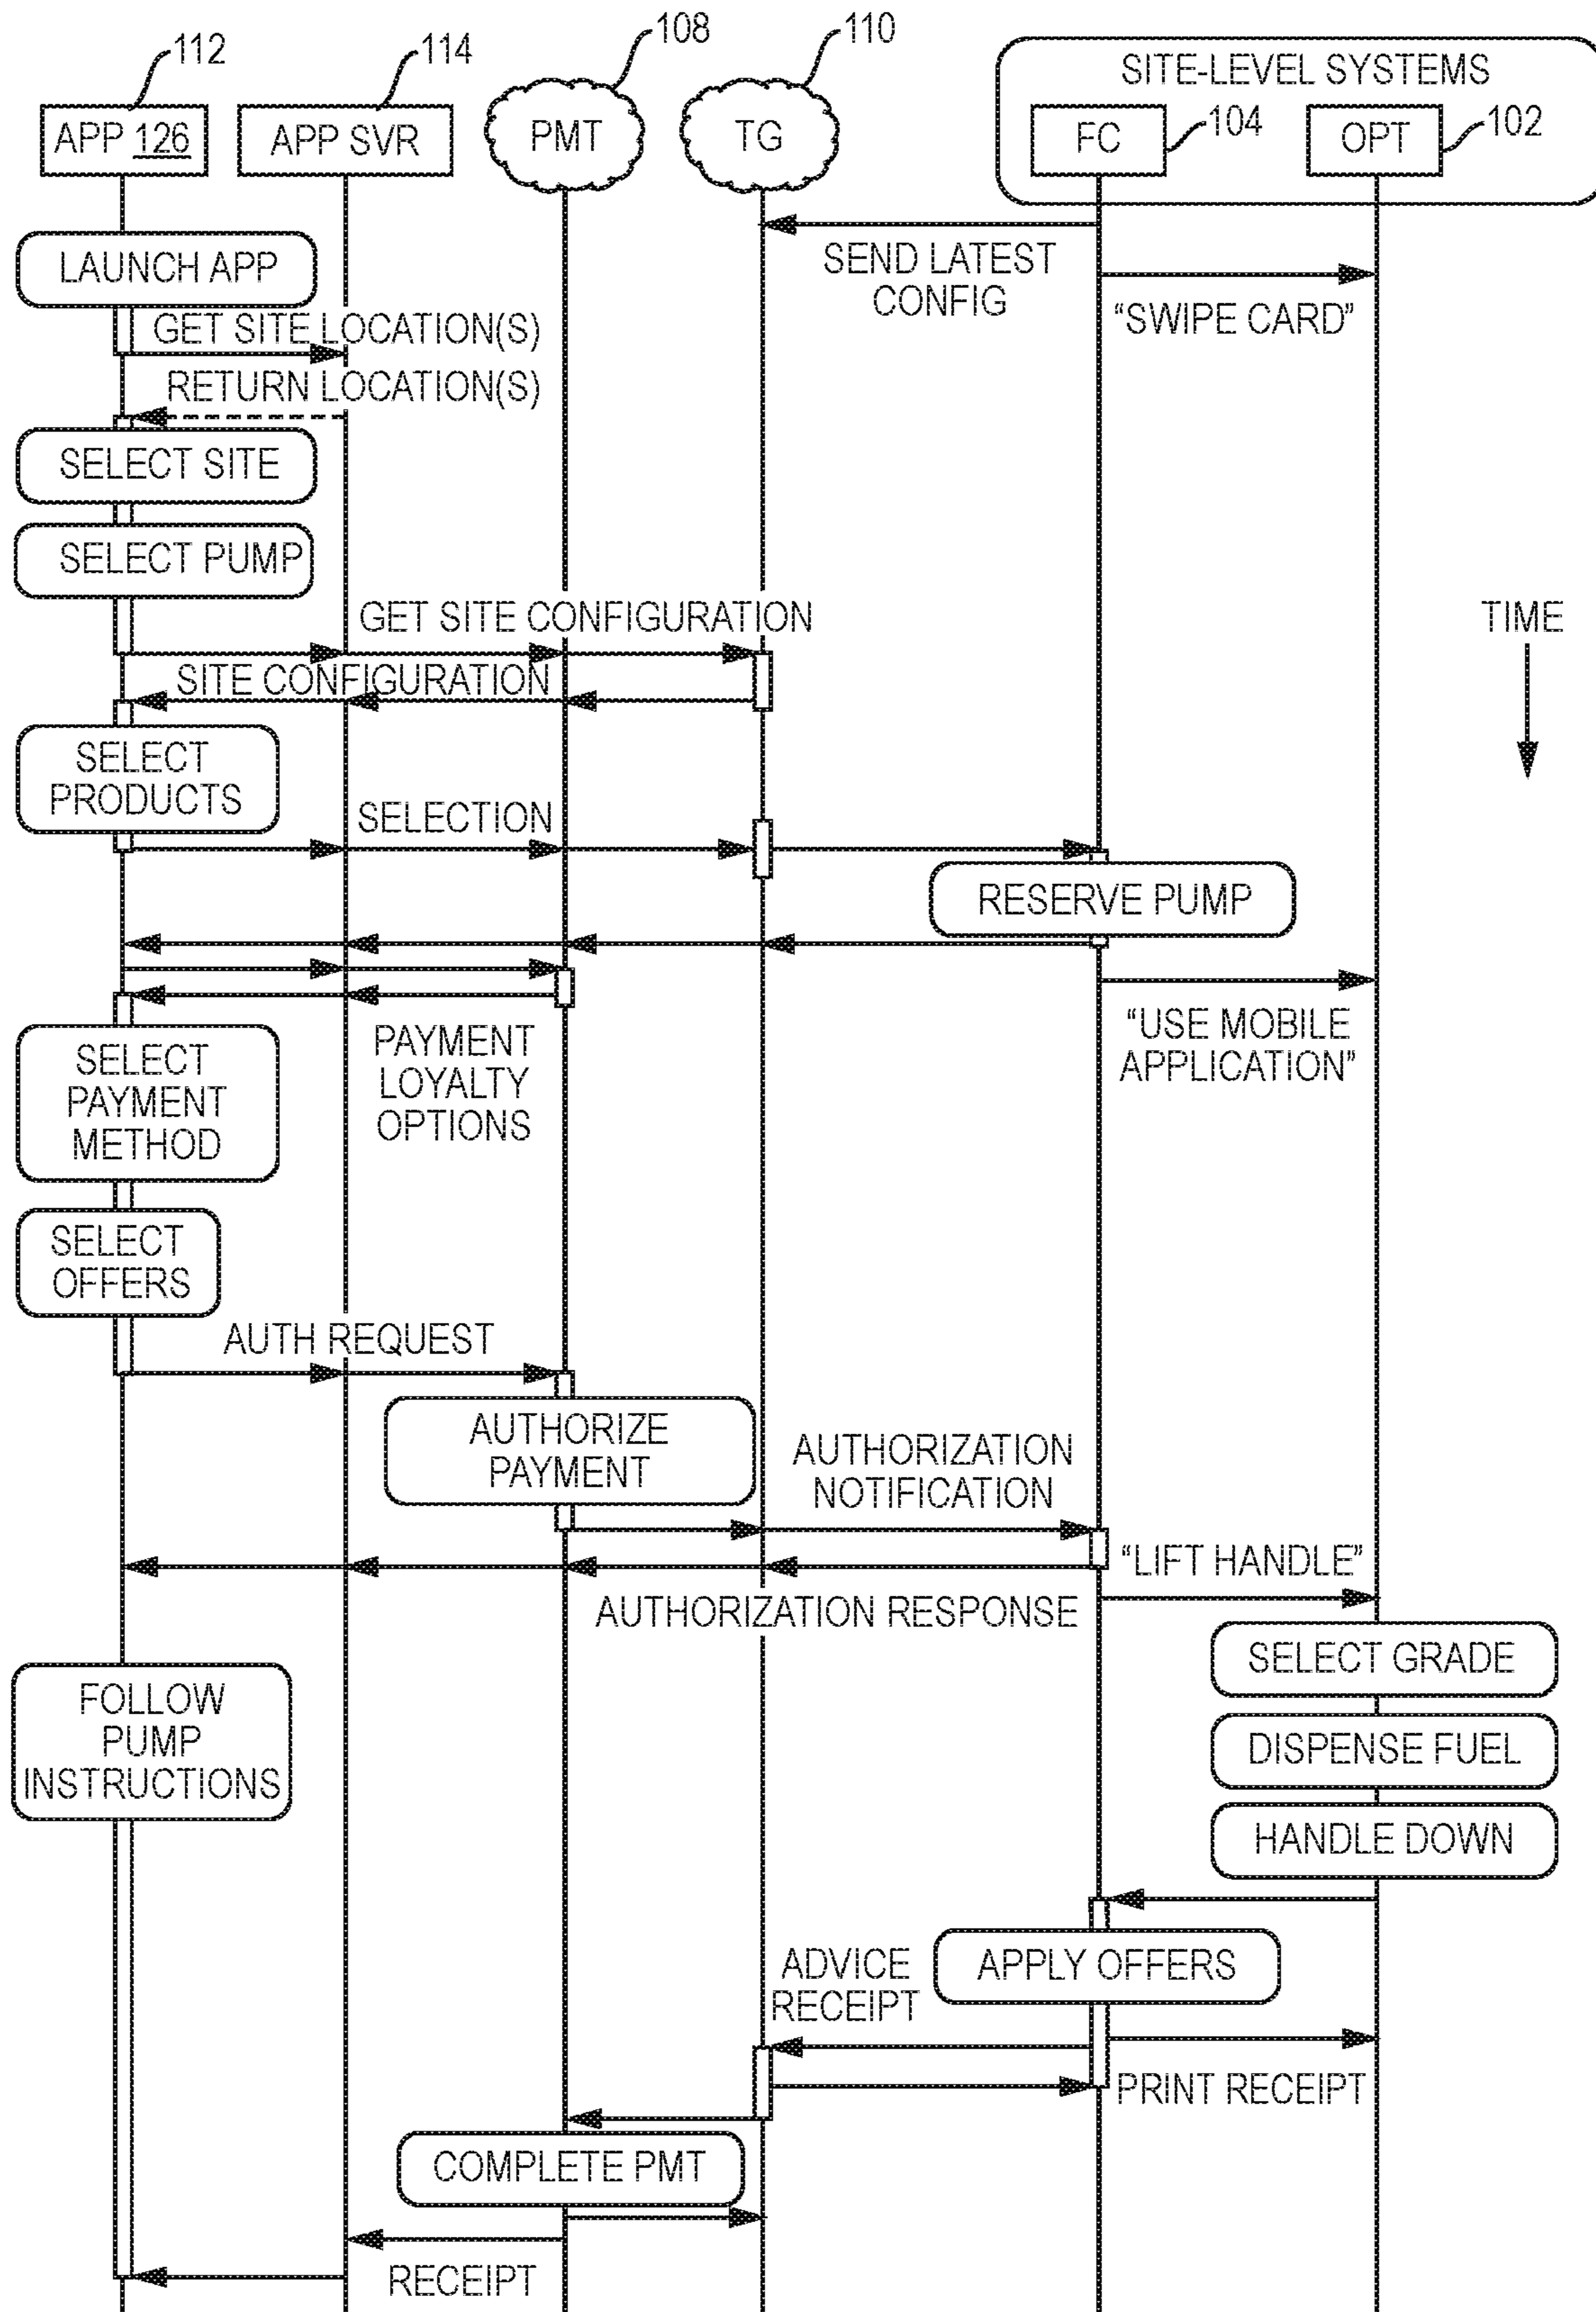 112
114
108
110
SITE-LEVEL SYSTEMS
APP 126
APP SVR
PMT
TG
FC
104
OPT
102
LAUNCH APP
SEND LATEST
CONFIG
"SWIPE CARD"
GET SITE LOCATION(S)
RETURN LOCATION(S)
SELECT SITE
SELECT PUMP
GET SITE CONFIGURATION
TIME
SITE CONFIGURATION
SELECT
PRODUCTS
SELECTION
RESERVE PUMP
"USE MOBILE
APPLICATION"
SELECT
PAYMENT
METHOD
PAYMENT
LOYALTY
OPTIONS
SELECT
OFFERS
AUTH REQUEST
AUTHORIZE
PAYMENT
AUTHORIZATION
NOTIFICATION
"LIFT HANDLE"
AUTHORIZATION RESPONSE
SELECT GRADE
FOLLOW
PUMP
INSTRUCTIONS
DISPENSE FUEL
HANDLE DOWN
APPLY OFFERS
ADVICE
RECEIPT
PRINT RECEIPT
COMPLETE PMT
RECEIPT